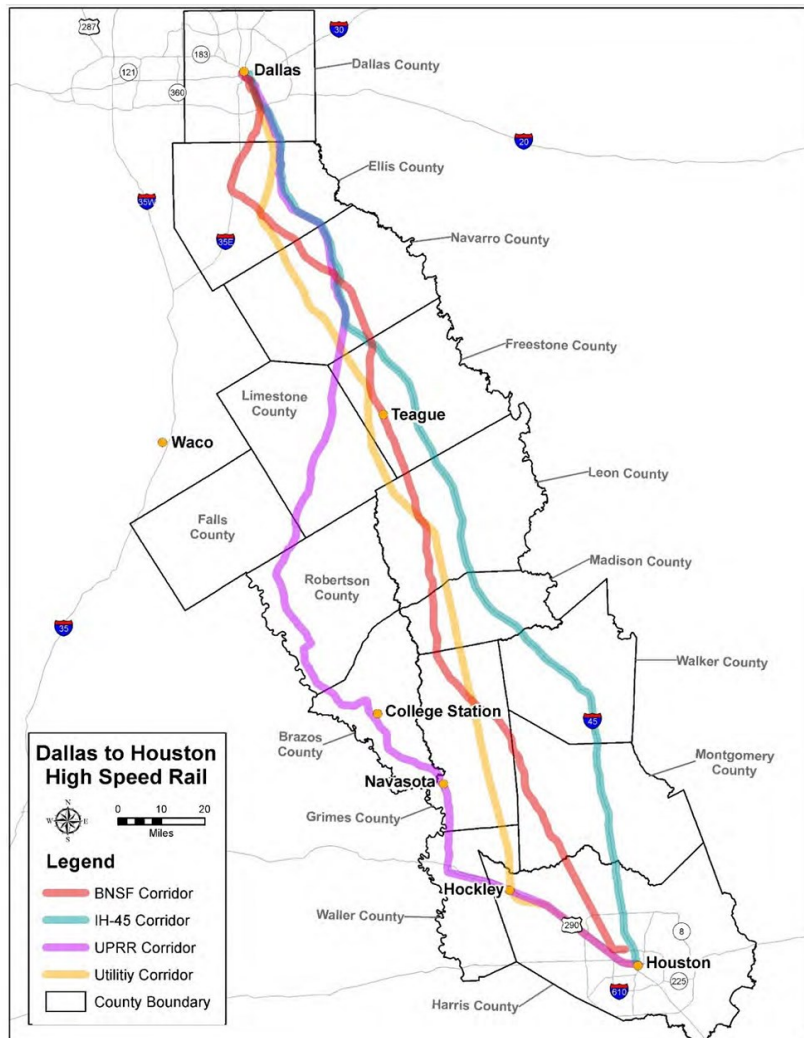 287
30
183
Dallas
Dallas County
121
360
20
Ellis County
35W
35E
Navarro County
Freestone County
Limestone
County
Teague
Waco
Leon County
Falls
County
Madison County
Robertson
County
35
Walker County
College Station
45
Brazos
County
Montgomery
County
Navasota
Grimes County
Hockley
Waller County
290
8
Houston
610
225
Harris County
Dallas to Houston
High Speed Rail
N
W
E
S
0 10 20
Miles
Legend
BNSF Corridor
IH-45 Corridor
UPRR Corridor
Utilitiy Corridor
County Boundary